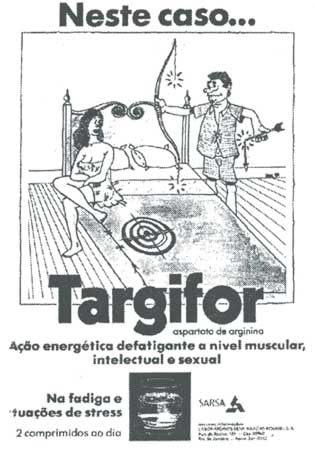 Neste caso...
Targifor
aspartato de arginina
Ação energética defatigante a nivel muscular,
intelectual e sexual
Na fadiga e
tuações de stress
2 comprimidos ao dia
SARSA